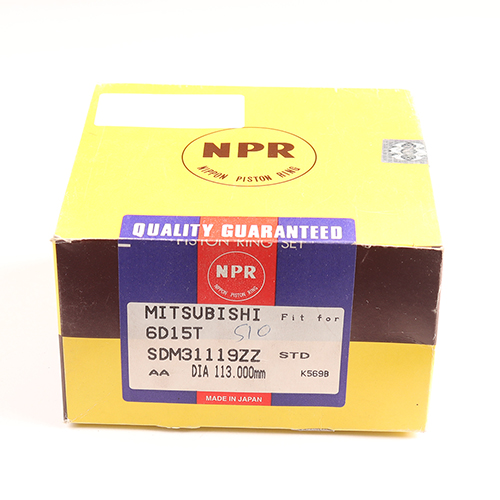 NPR
NIPPON PISTON RING
QUALITY GUARANTEED
PISTON RING SET
NPR
NIPPON PISTON RING
MITSUBISHI Fit for
6D15T 510
SDM31119ZZ STD
AA DIA 113.000mm K569B
MADE IN JAPAN